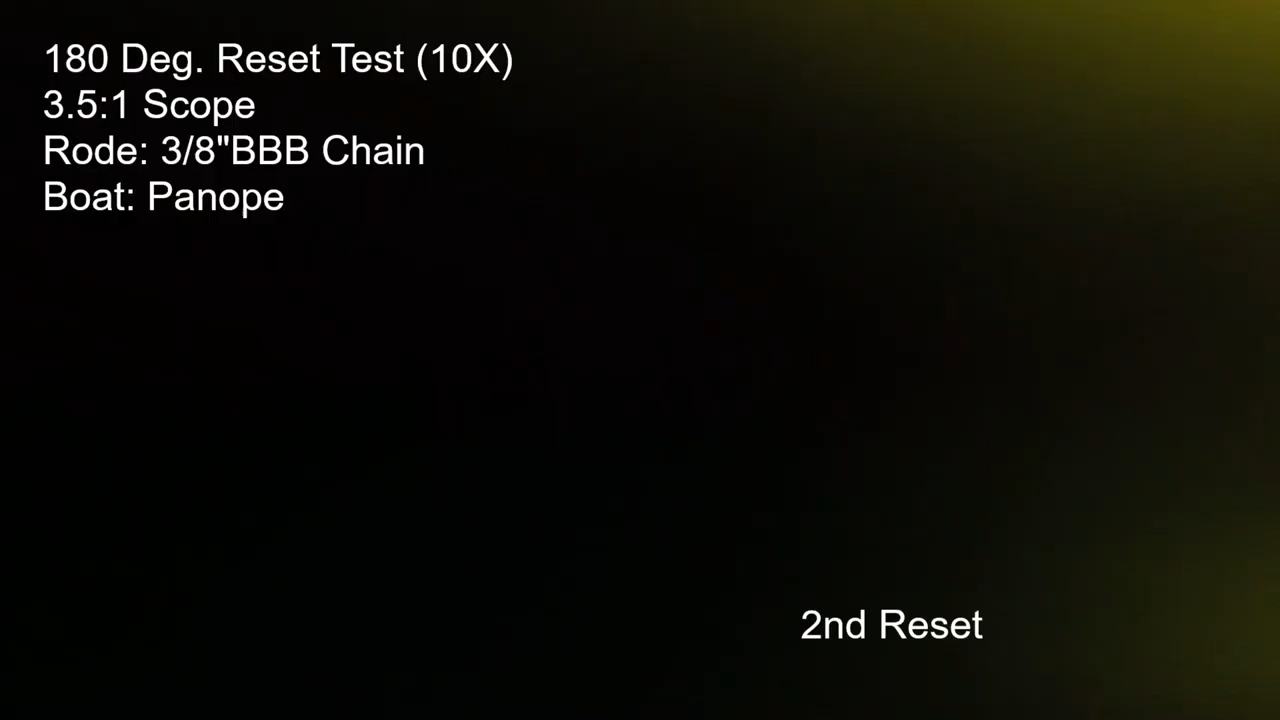 180 Deg. Reset Test (10X)
3.5:1 Scope
Rode: 3/8"BBB Chain
Boat: Panope
2nd Reset